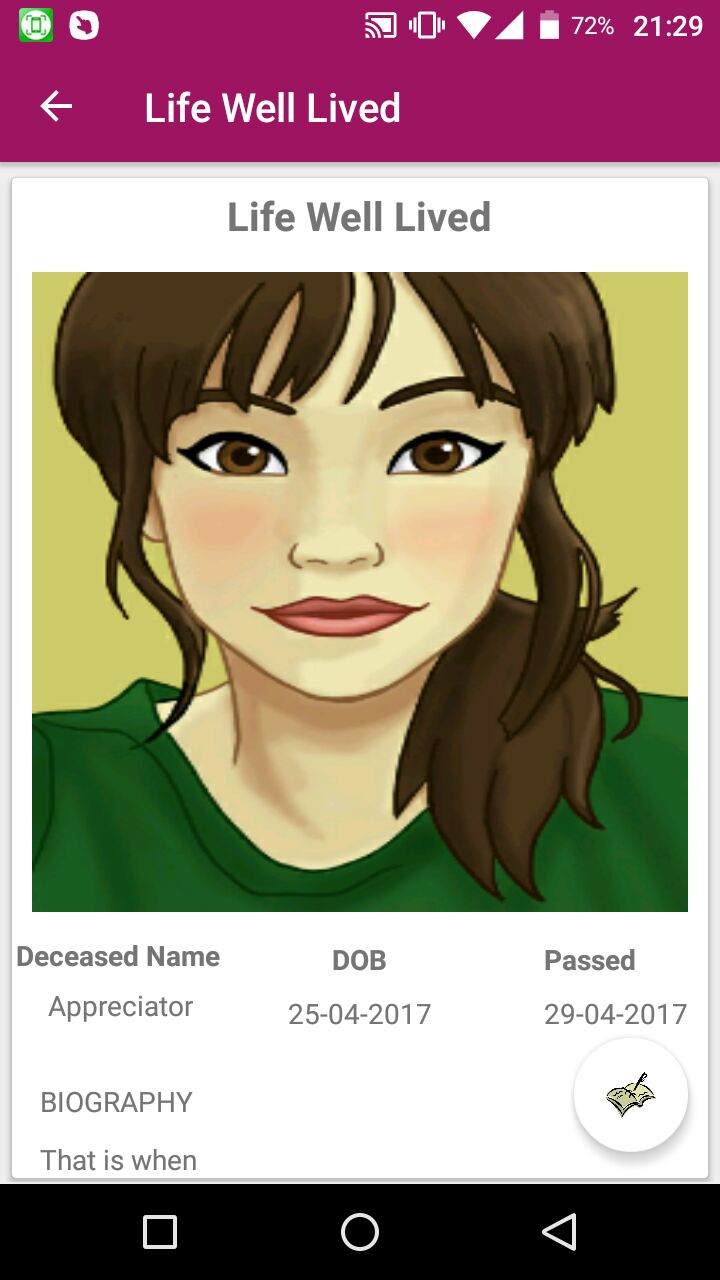 72% 21:29
Life Well Lived
Life Well Lived
Deceased Name DOB Passed
Appreciator 25-04-2017 29-04-2017
BIOGRAPHY
That is when